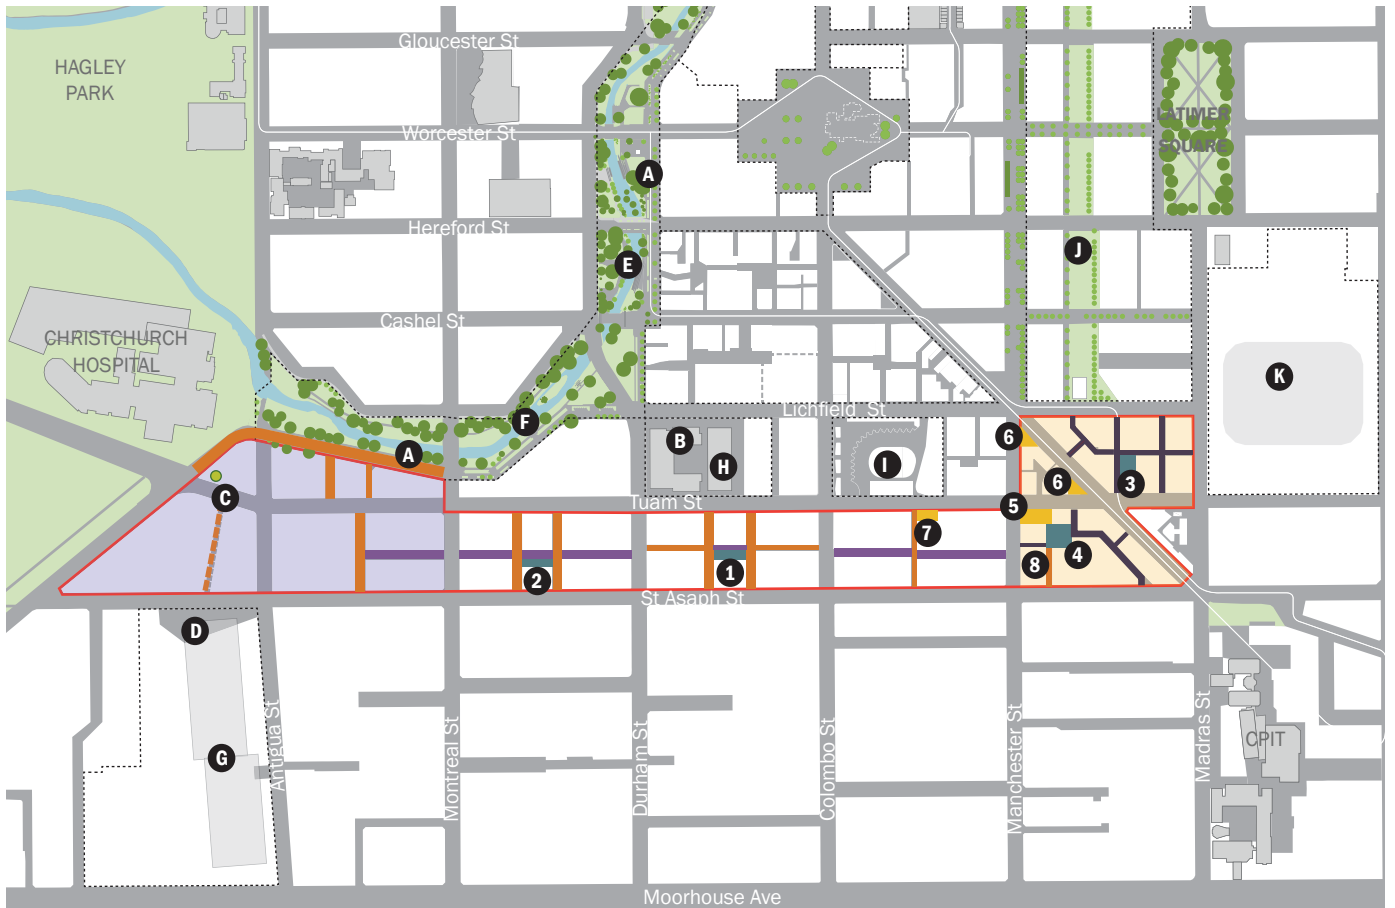 Gloucester St
HAGLEY
PARK
Worcester St
LATIMER
SQUARE
A
Hereford St
J
E
Cashel St
CHRISTCHURCH
HOSPITAL
K
Lichfield St
F
6
B
A
H
I
6
3
C
Tuam St
5
7
4
8
1
2
St Asaph St
D
G
Antigua St
Montreal St
Durham St
Colombo St
Manchester St
Madras St
CPIT
Moorhouse Ave